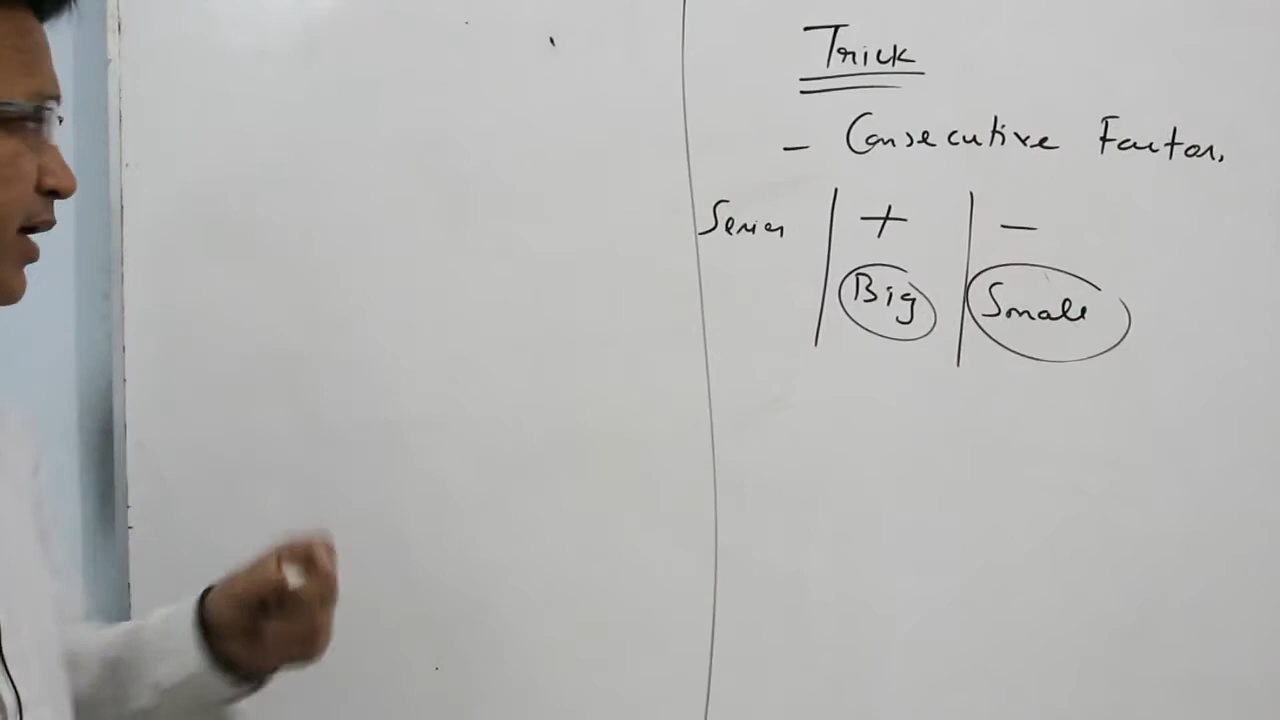 Trick
- Consecutive Factor.
Series + -
Big Small